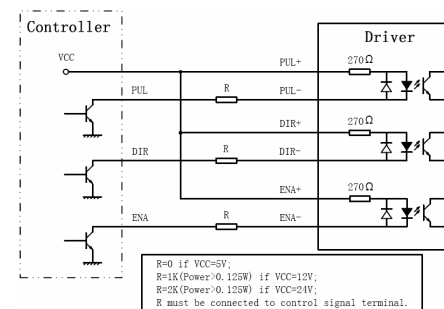 Controller
Driver
VCC
PUL+
270Ω
PUL
R
PUL-
DIR+
270Ω
DIR
R
DIR-
ENA+
270Ω
ENA
R
ENA-
R=0 if VCC=5V;
R=1K(Power>0.125W) if VCC=12V;
R=2K(Power>0.125W) if VCC=24V;
R must be connected to control signal terminal.